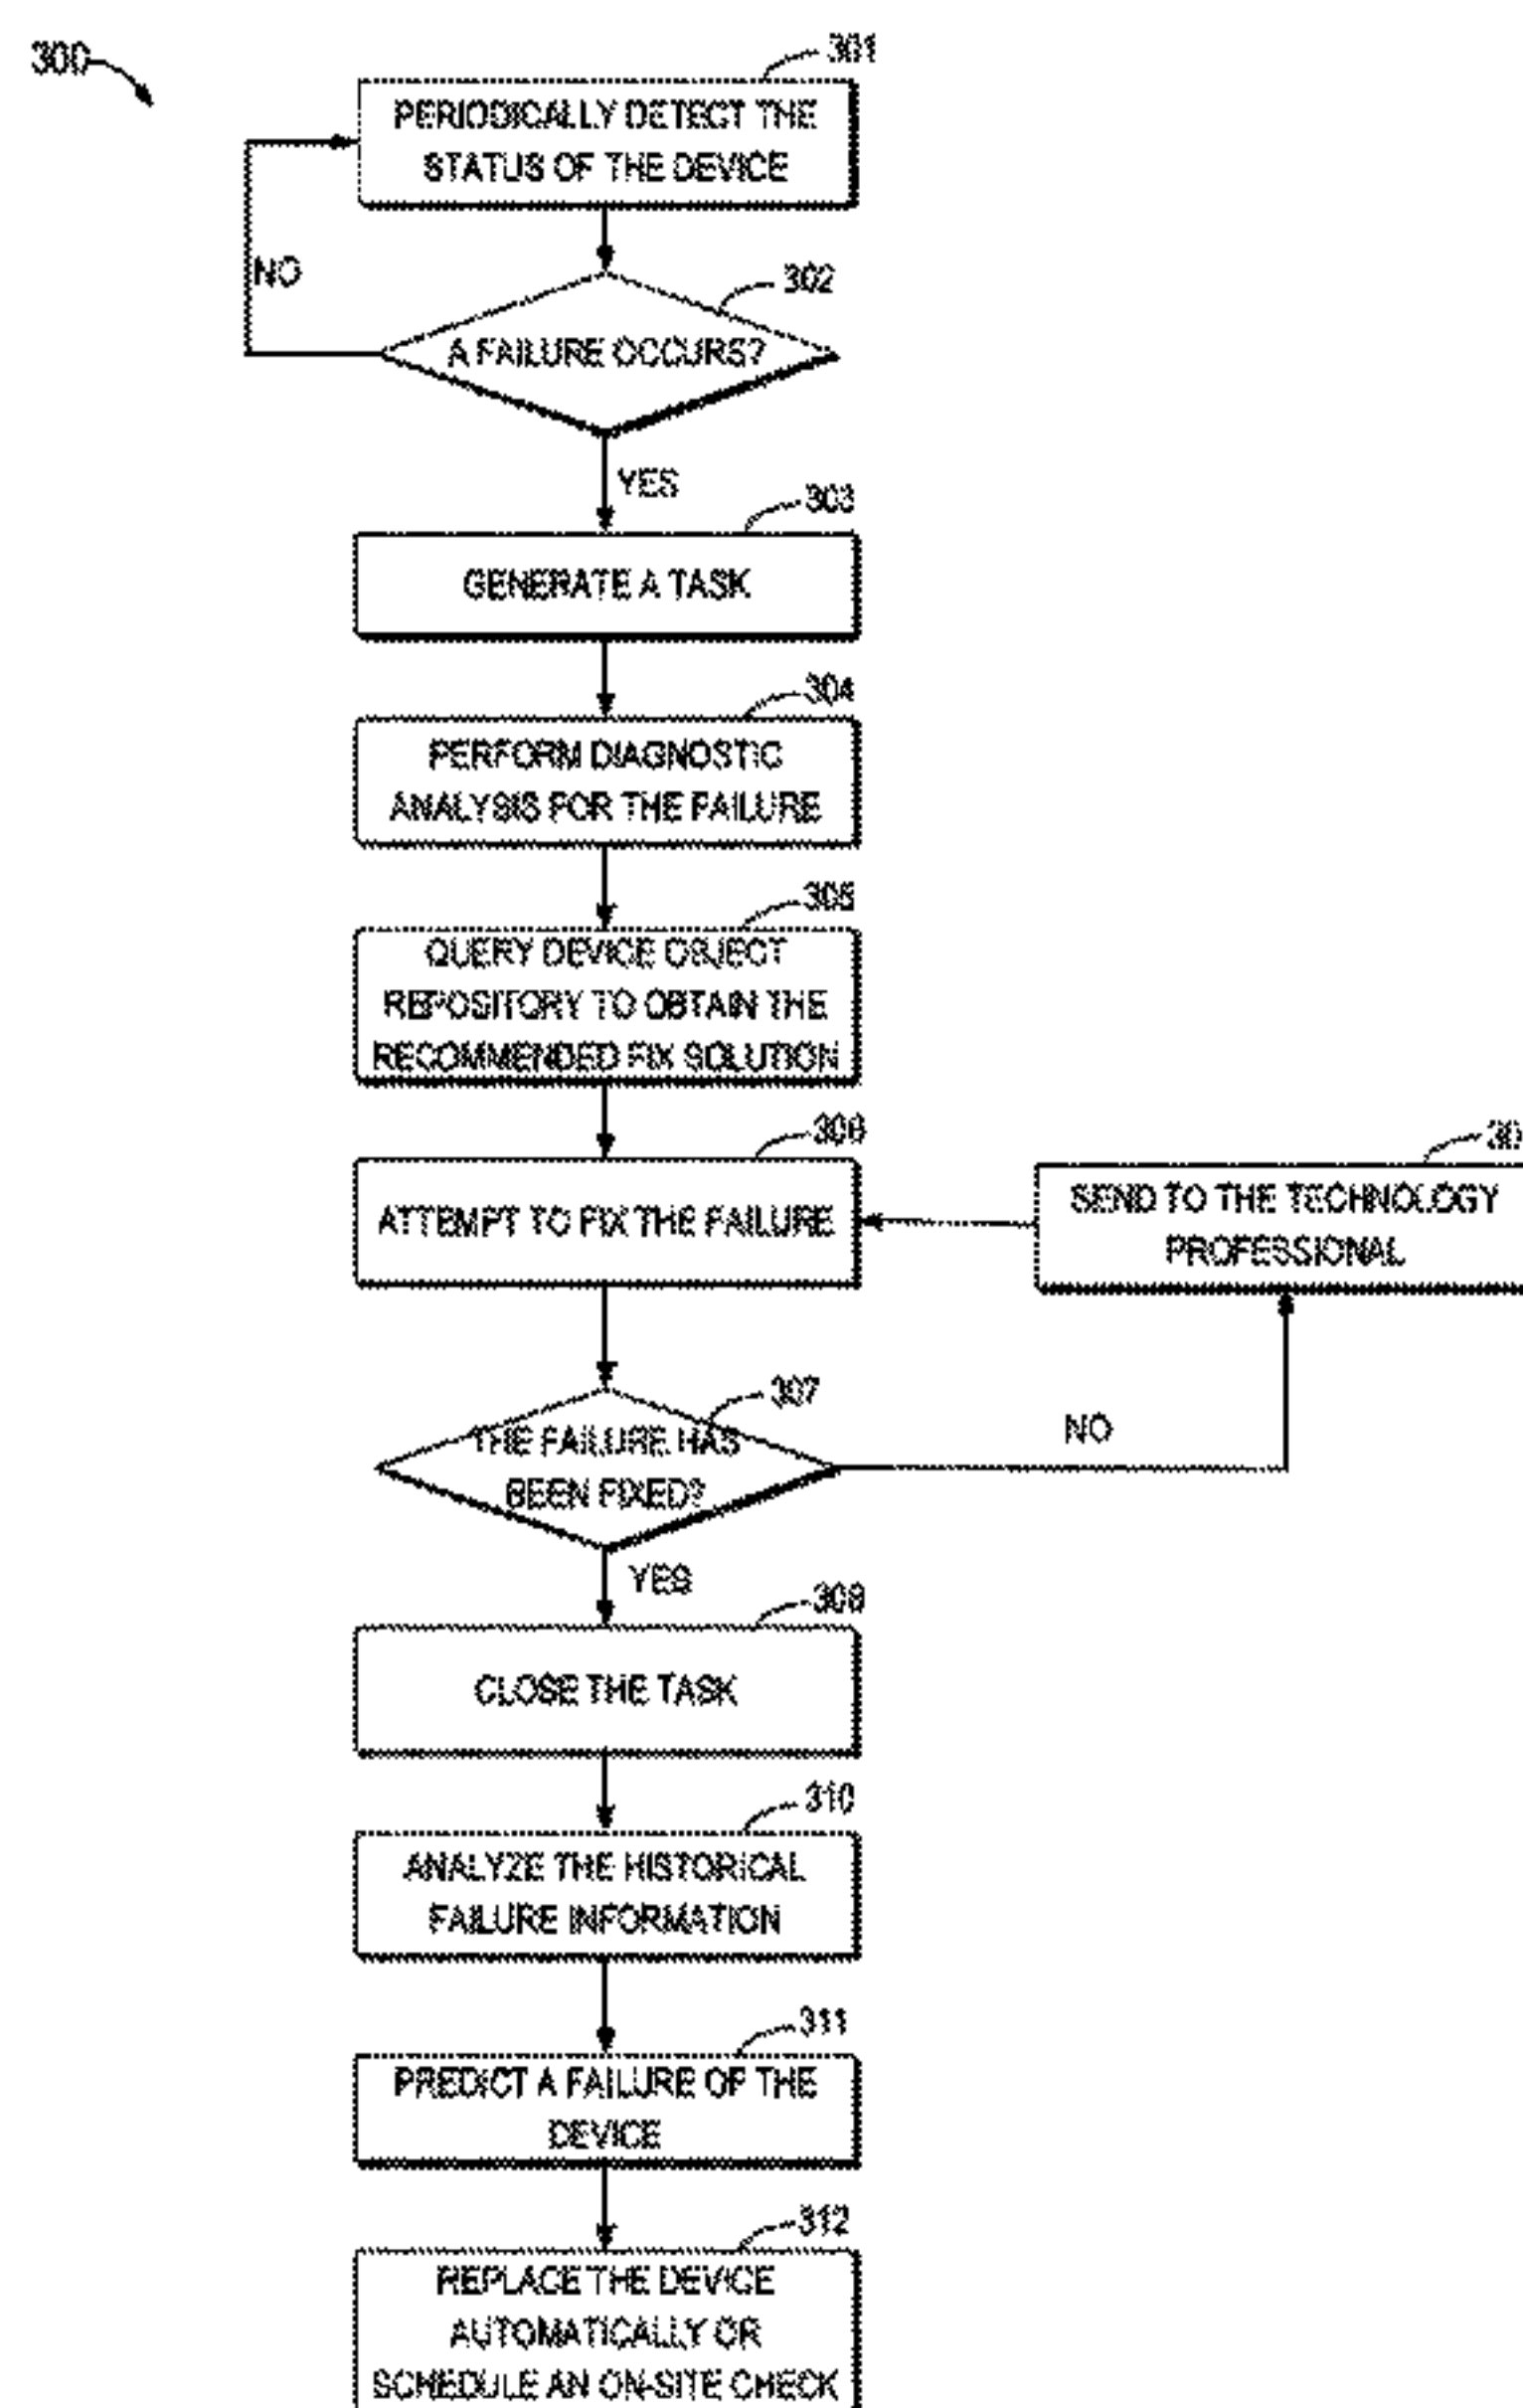 300
301
PERIODICALLY DETECT THE
STATUS OF THE DEVICE
NO
302
A FAILURE OCCURS?
YES
303
GENERATE A TASK
304
PERFORM DIAGNOSTIC
ANALYSIS FOR THE FAILURE
305
QUERY DEVICE OBJECT
REPOSITORY TO OBTAIN THE
RECOMMENDED FIX SOLUTION
306
ATTEMPT TO FIX THE FAILURE
30
SEND TO THE TECHNOLOGY
PROFESSIONAL
307
THE FAILURE HAS
BEEN FIXED?
NO
YES
CLOSE THE TASK
310
ANALYZE THE HISTORICAL
FAILURE INFORMATION
311
PREDICT A FAILURE OF THE
DEVICE
312
REPLACE THE DEVICE
AUTOMATICALLY OR
SCHEDULE AN ON-SITE CHECK